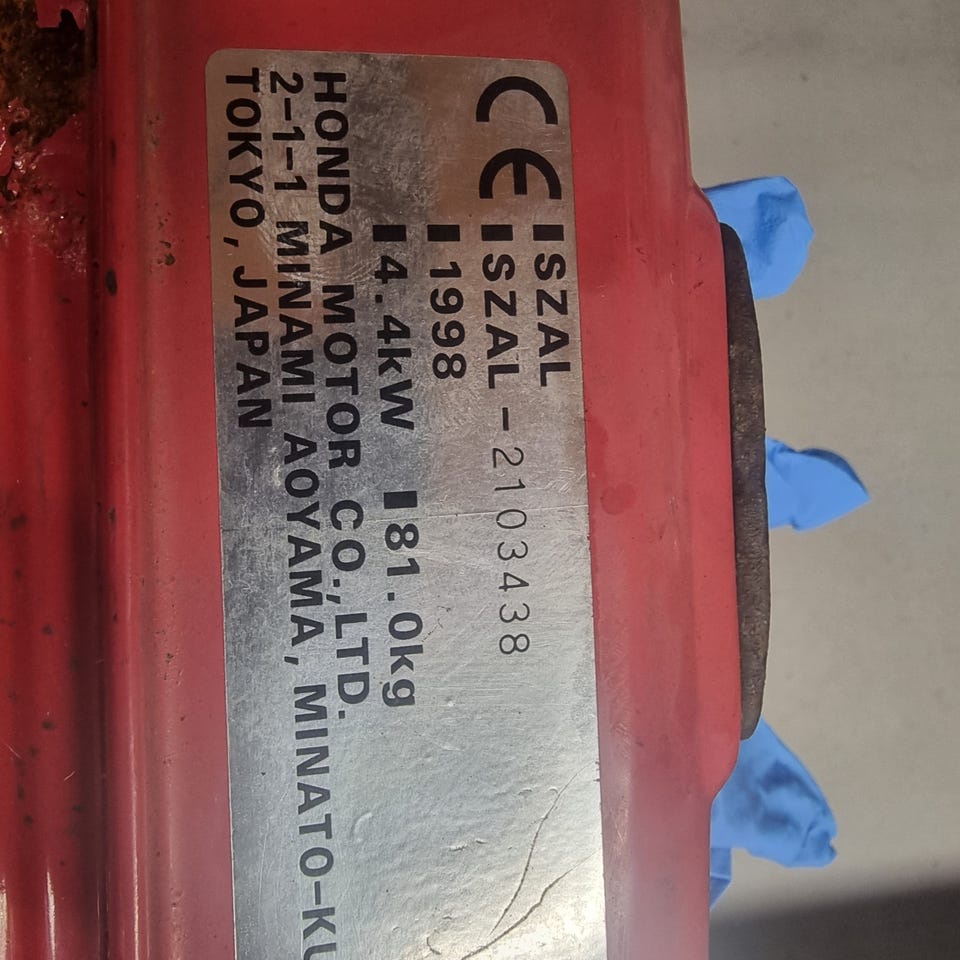 CE
▮SZAL
▮SZAL-2103438
▮1998
▮4.4kW ▮81.0kg
HONDA MOTOR CO.,LTD.
2-1-1 MINAMI AOYAMA, MINATO-KU
TOKYO, JAPAN